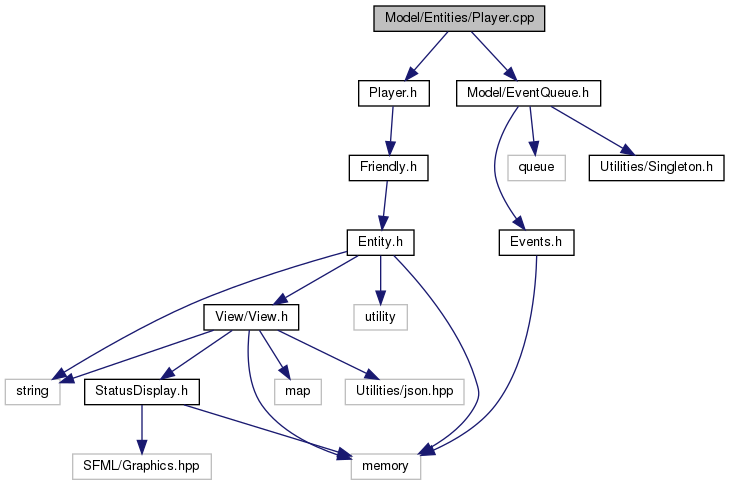 Model/Entities/Player.cpp
Player.h
Model/EventQueue.h
Friendly.h
queue
Utilities/Singleton.h
Entity.h
Events.h
View/View.h
utility
string
StatusDisplay.h
map
Utilities/json.hpp
SFML/Graphics.hpp
memory